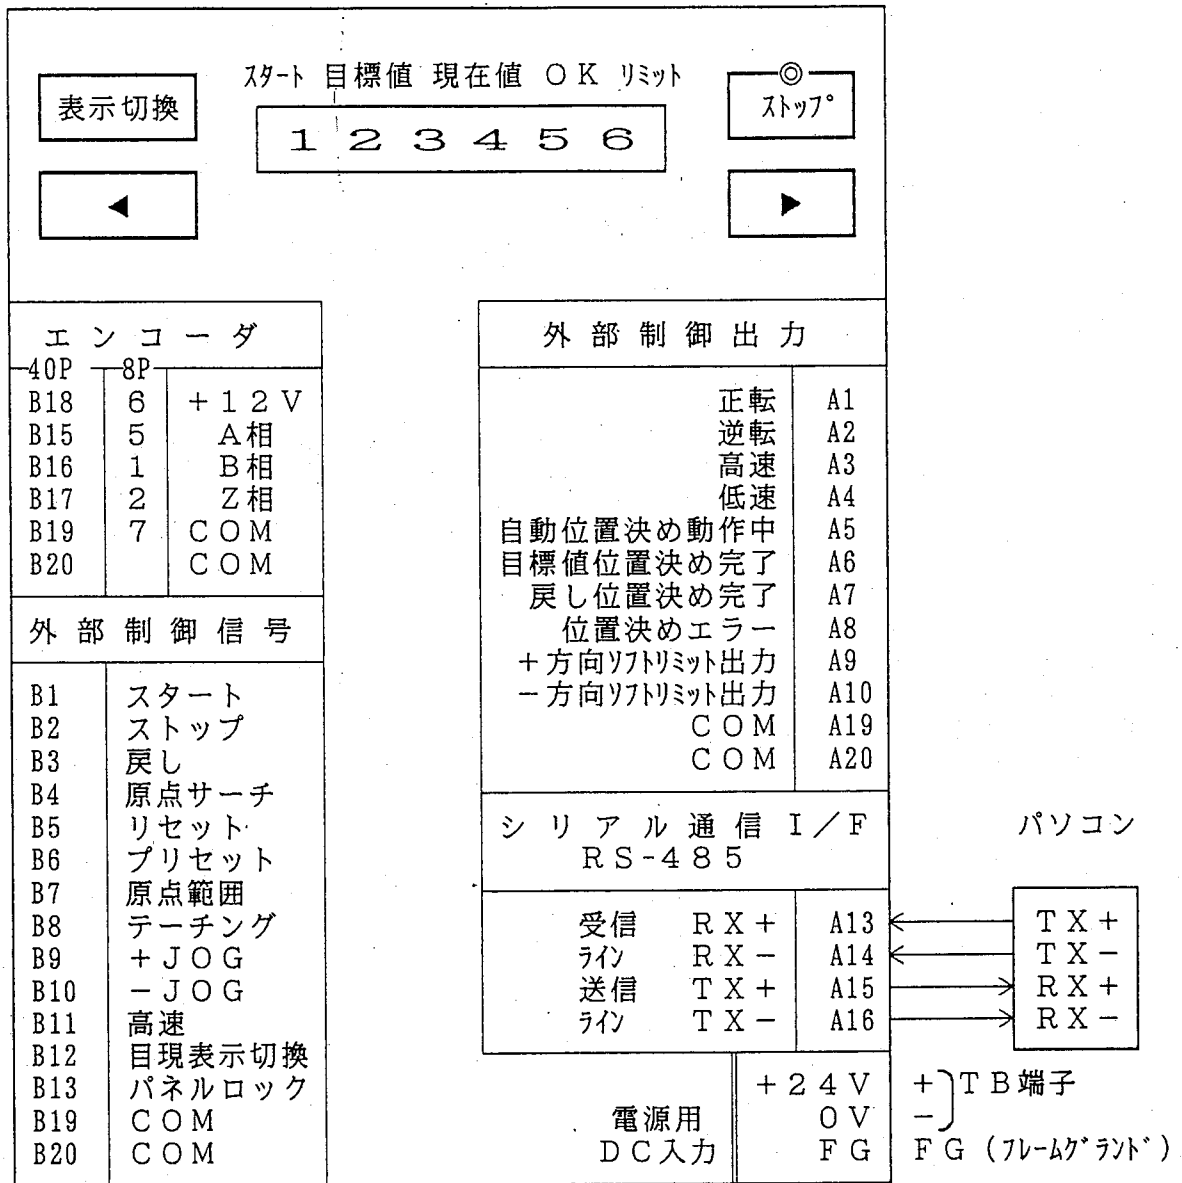 スタート 目標値 現在値 OK リミット
表示切換
◎
ストップ
123456
◀
▶
エンコーダ
40P 8P
B18 6 +12V
B15 5 A相
B16 1 B相
B17 2 Z相
B19 7 COM
B20 COM
外部制御信号
B1 スタート
B2 ストップ
B3 戻し
B4 原点サーチ
B5 リセット
B6 プリセット
B7 原点範囲
B8 テーチング
B9 +JOG
B10 -JOG
B11 高速
B12 目現表示切換
B13 パネルロック
B19 COM
B20 COM
外部制御出力
正転 A1
逆転 A2
高速 A3
低速 A4
自動位置決め動作中 A5
目標値位置決め完了 A6
戻し位置決め完了 A7
位置決めエラー A8
+方向ソフトリミット出力 A9
-方向ソフトリミット出力 A10
COM A19
COM A20
シリアル通信I/F
RS-485
受信 RX+ A13
ライン RX- A14
送信 TX+ A15
ライン TX- A16
パソコン
TX+
TX-
RX+
RX-
電源用
DC入力
+24V
0V
FG
+
-
TB端子
FG(フレームグランド)